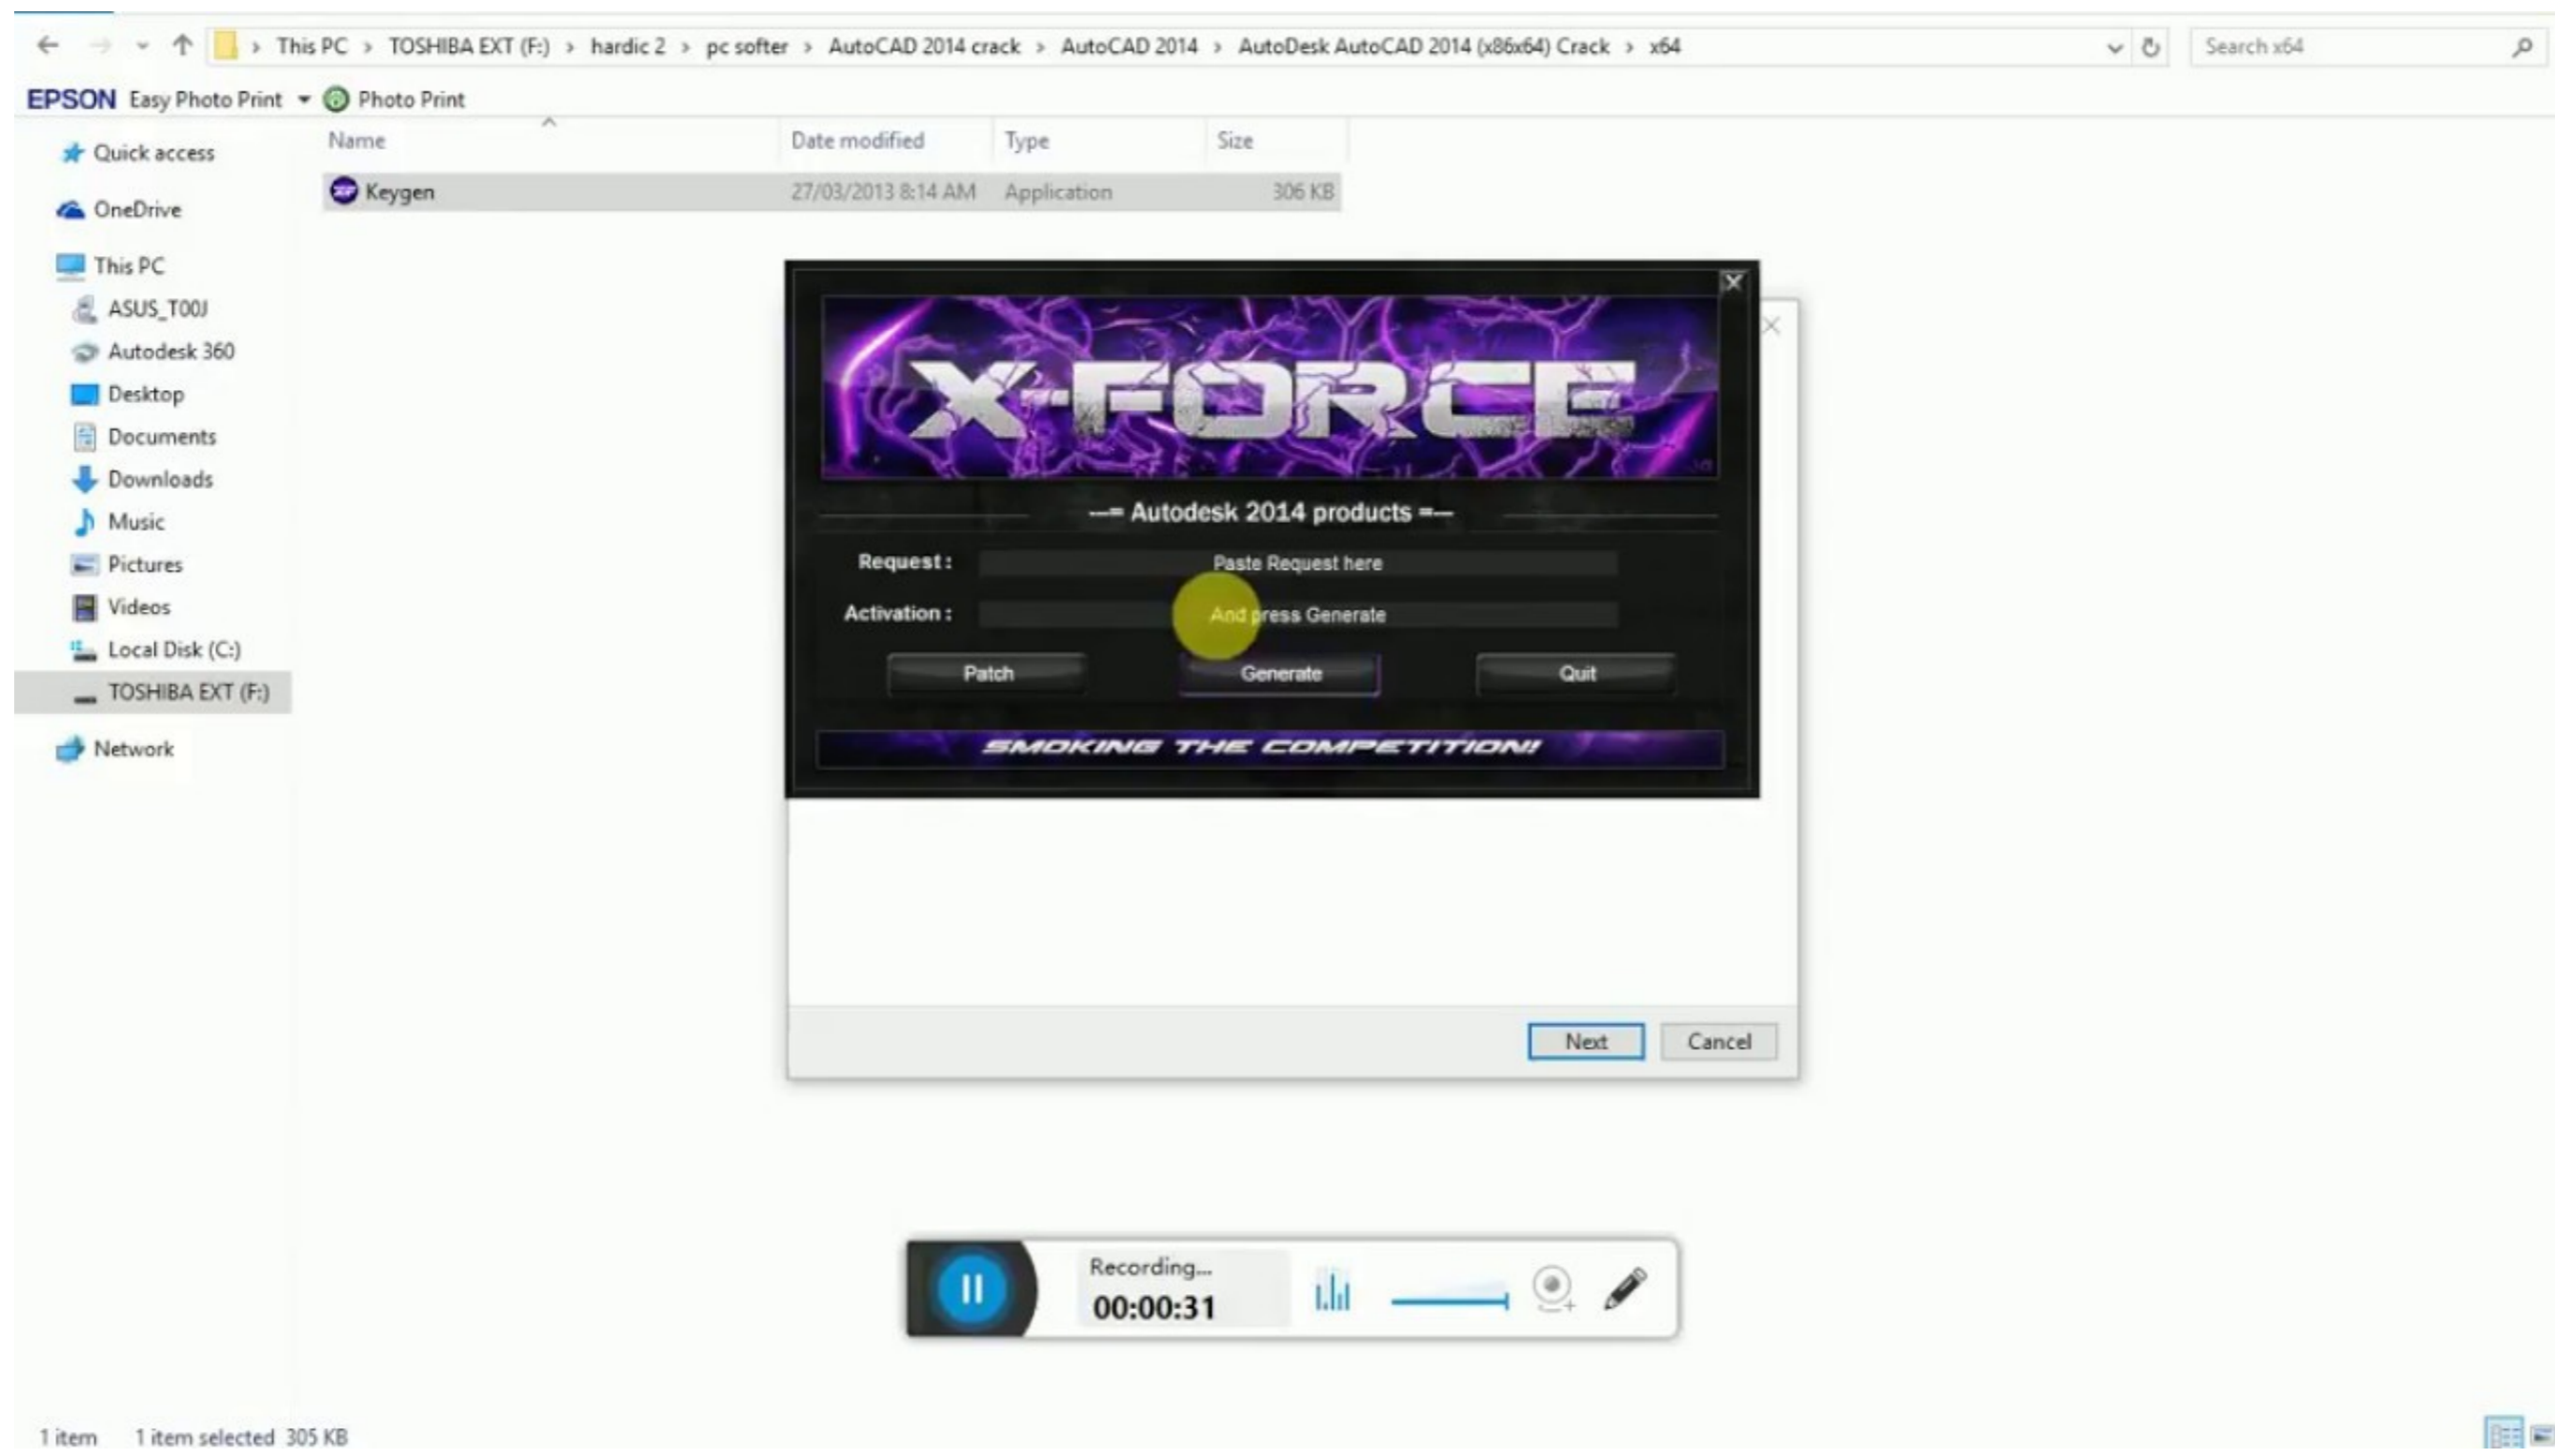 This PC > TOSHIBA EXT (F:) > hardic 2 > pc softer > AutoCAD 2014 crack > AutoCAD 2014 > AutoDesk AutoCAD 2014 (x86x64) Crack > x64
Search x64
EPSON Easy Photo Print Photo Print
Name Date modified Type Size
Keygen 27/03/2013 8:14 AM Application 306 KB
Quick access
OneDrive
This PC
ASUS_T00J
Autodesk 360
Desktop
Documents
Downloads
Music
Pictures
Videos
Local Disk (C:)
TOSHIBA EXT (F:)
Network
X-FORCE
---= Autodesk 2014 products =---
Request : Paste Request here
Activation : And press Generate
Patch Generate Quit
SMOKING THE COMPETITION!
Next Cancel
Recording...
00:00:31
1 item 1 item selected 305 KB